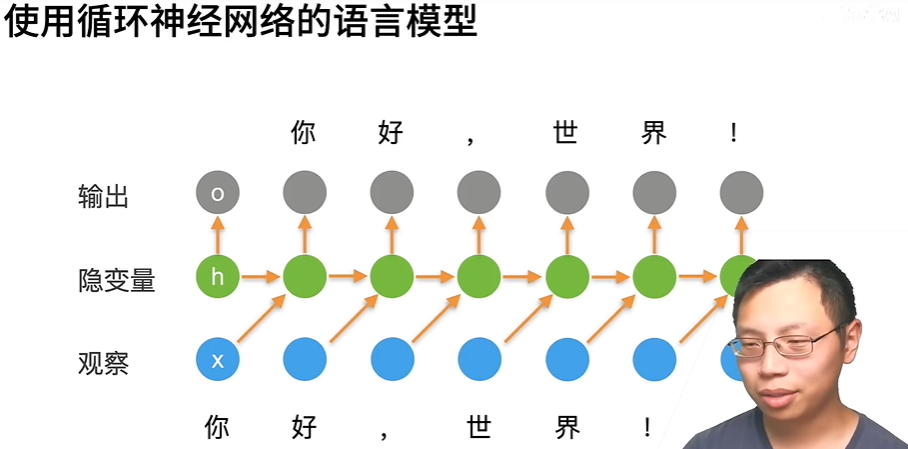 使用循环神经网络的语言模型
你 好 ， 世 界 ！
输出 o
隐变量 h
观察 x
你 好 ， 世 界 ！